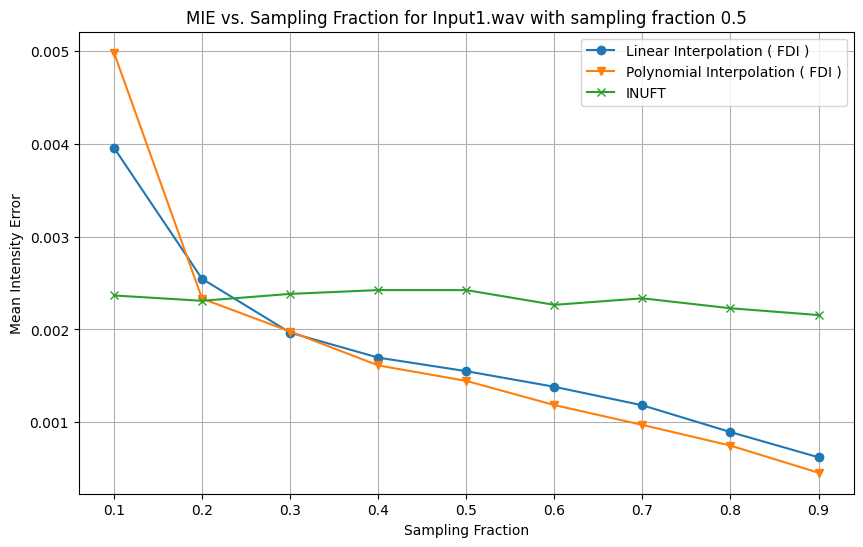 MIE vs. Sampling Fraction for Input1.wav with sampling fraction 0.5
Linear Interpolation ( FDI )
Polynomial Interpolation ( FDI )
INUFT
Mean Intensity Error
0.005
0.004
0.003
0.002
0.001
0.1 0.2 0.3 0.4 0.5 0.6 0.7 0.8 0.9
Sampling Fraction